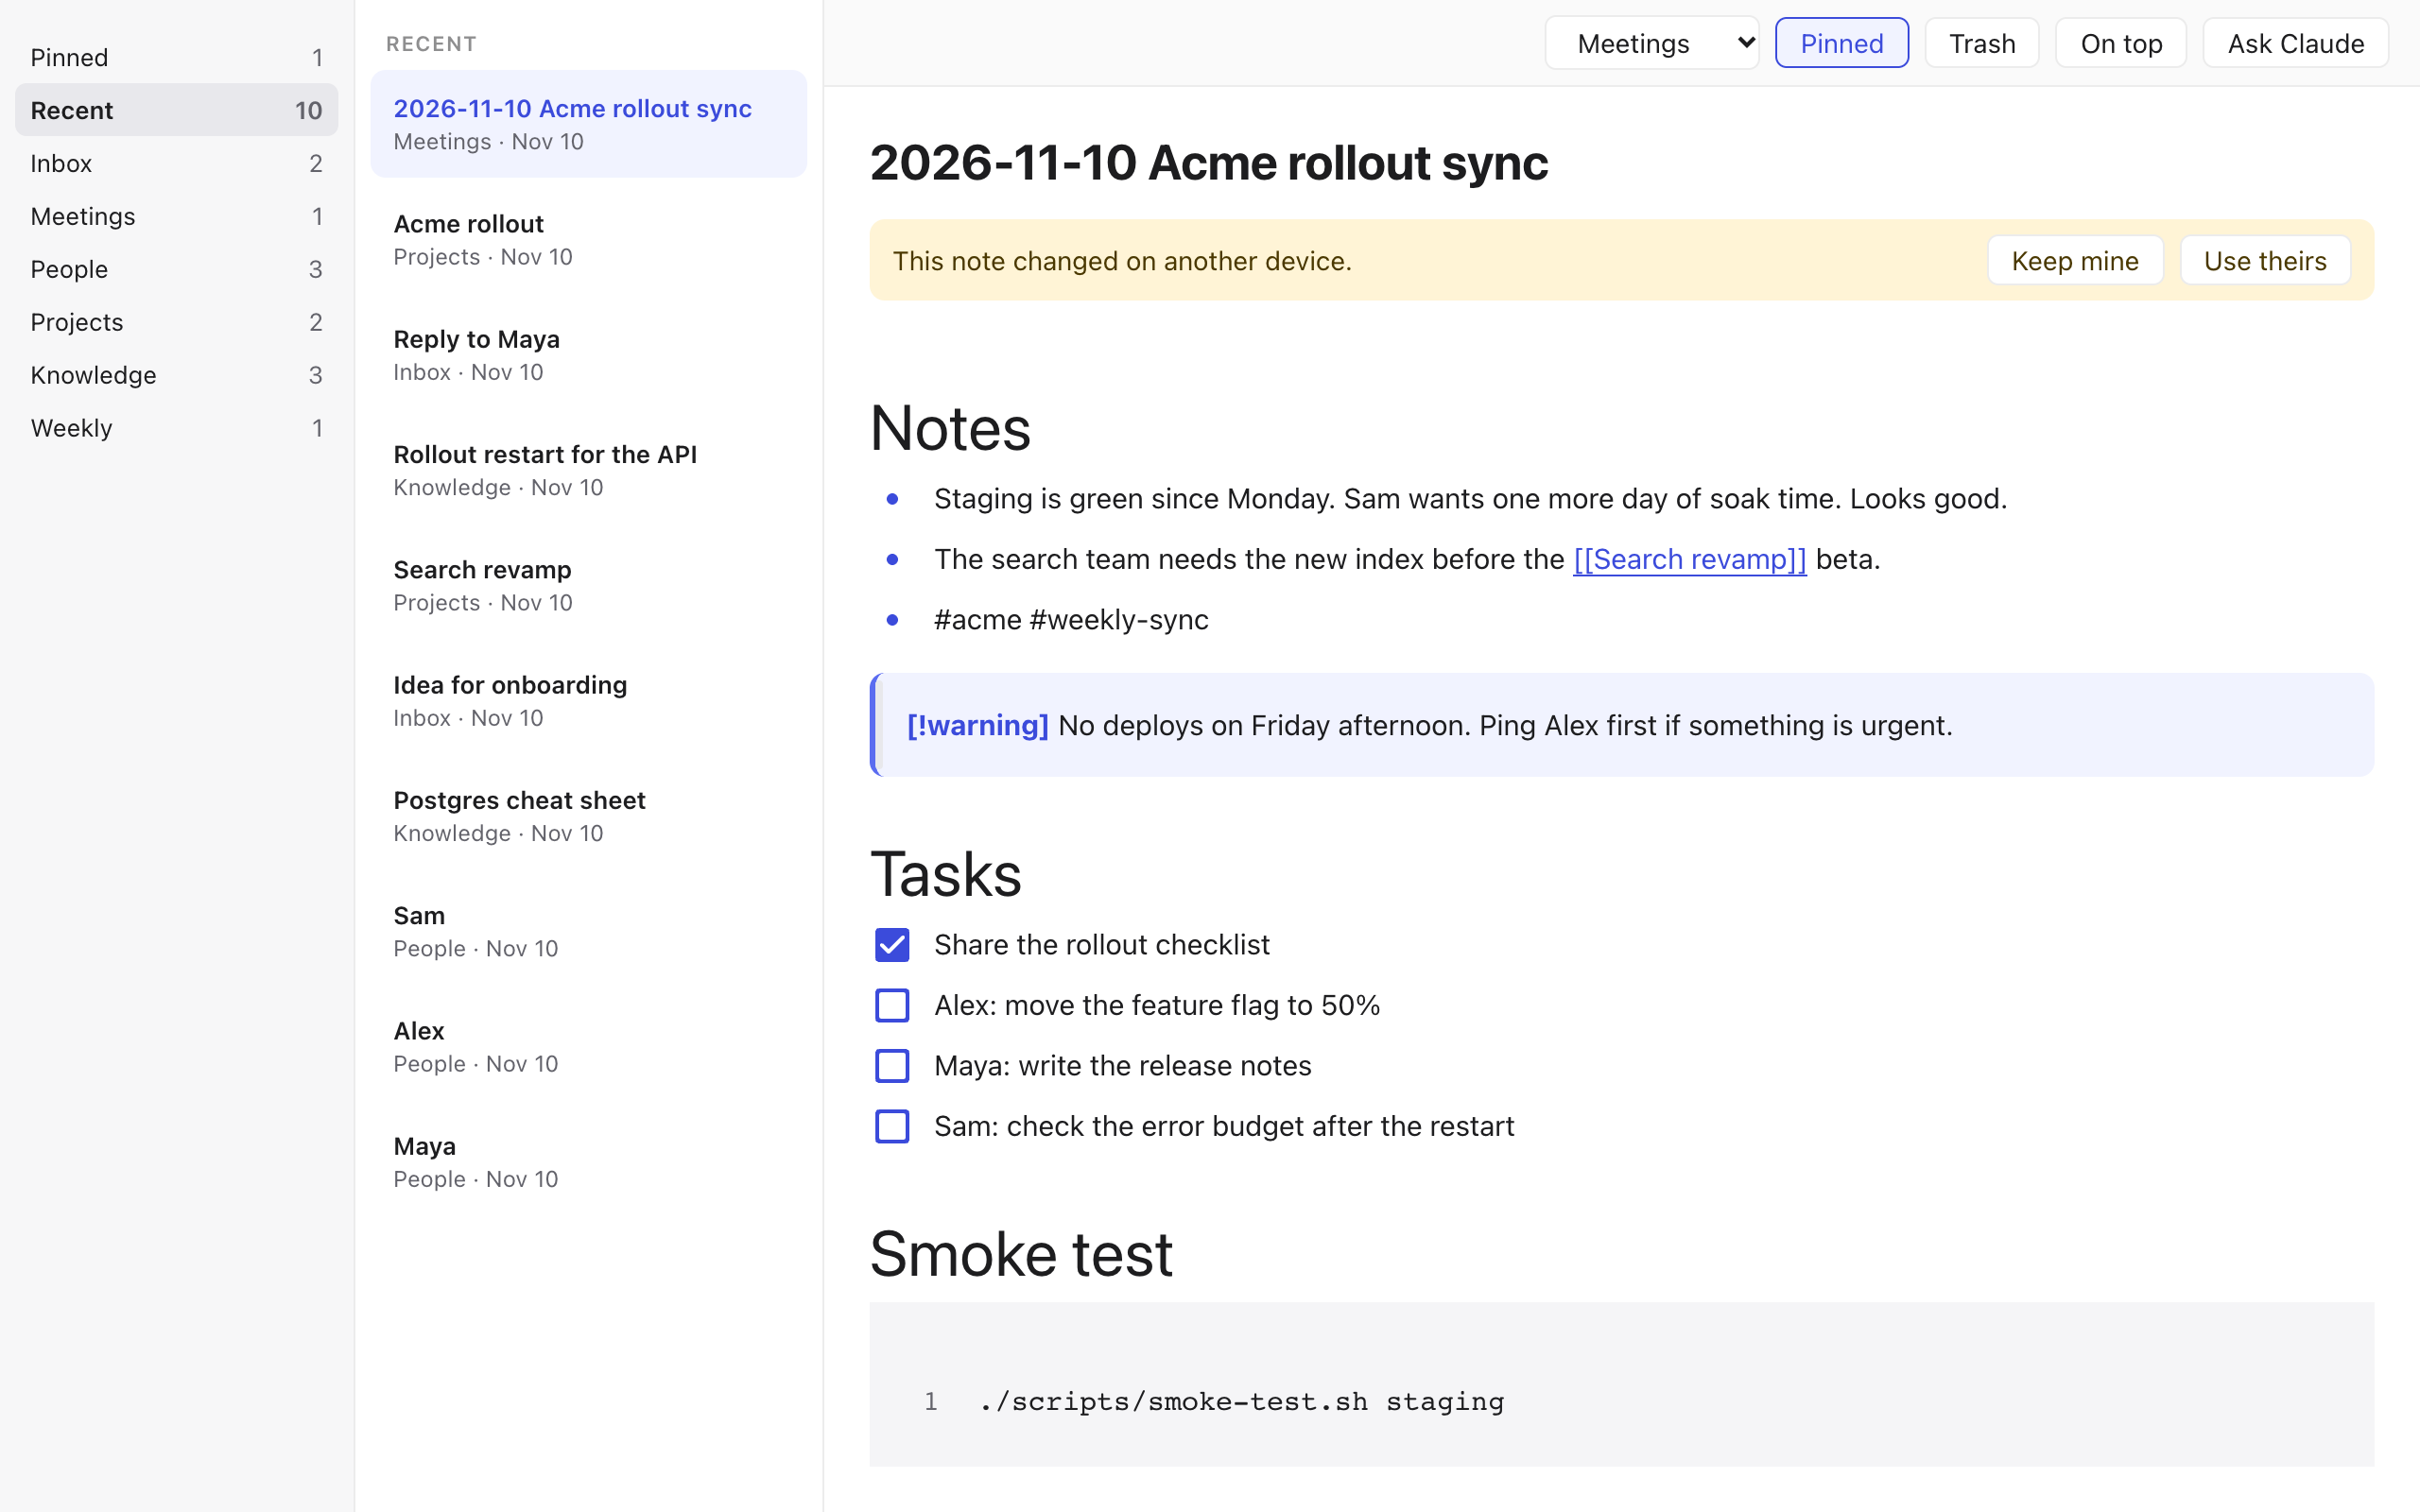 Pinned 1
Recent 10
Inbox 2
Meetings 1
People 3
Projects 2
Knowledge 3
Weekly 1
RECENT
2026-11-10 Acme rollout sync
Meetings · Nov 10
Acme rollout
Projects · Nov 10
Reply to Maya
Inbox · Nov 10
Rollout restart for the API
Knowledge · Nov 10
Search revamp
Projects · Nov 10
Idea for onboarding
Inbox · Nov 10
Postgres cheat sheet
Knowledge · Nov 10
Sam
People · Nov 10
Alex
People · Nov 10
Maya
People · Nov 10
Meetings Pinned Trash On top Ask Claude
2026-11-10 Acme rollout sync
This note changed on another device. Keep mine Use theirs
Notes
Staging is green since Monday. Sam wants one more day of soak time. Looks good.
The search team needs the new index before the [[Search revamp]] beta.
#acme #weekly-sync
[!warning] No deploys on Friday afternoon. Ping Alex first if something is urgent.
Tasks
Share the rollout checklist
Alex: move the feature flag to 50%
Maya: write the release notes
Sam: check the error budget after the restart
Smoke test
1 ./scripts/smoke-test.sh staging